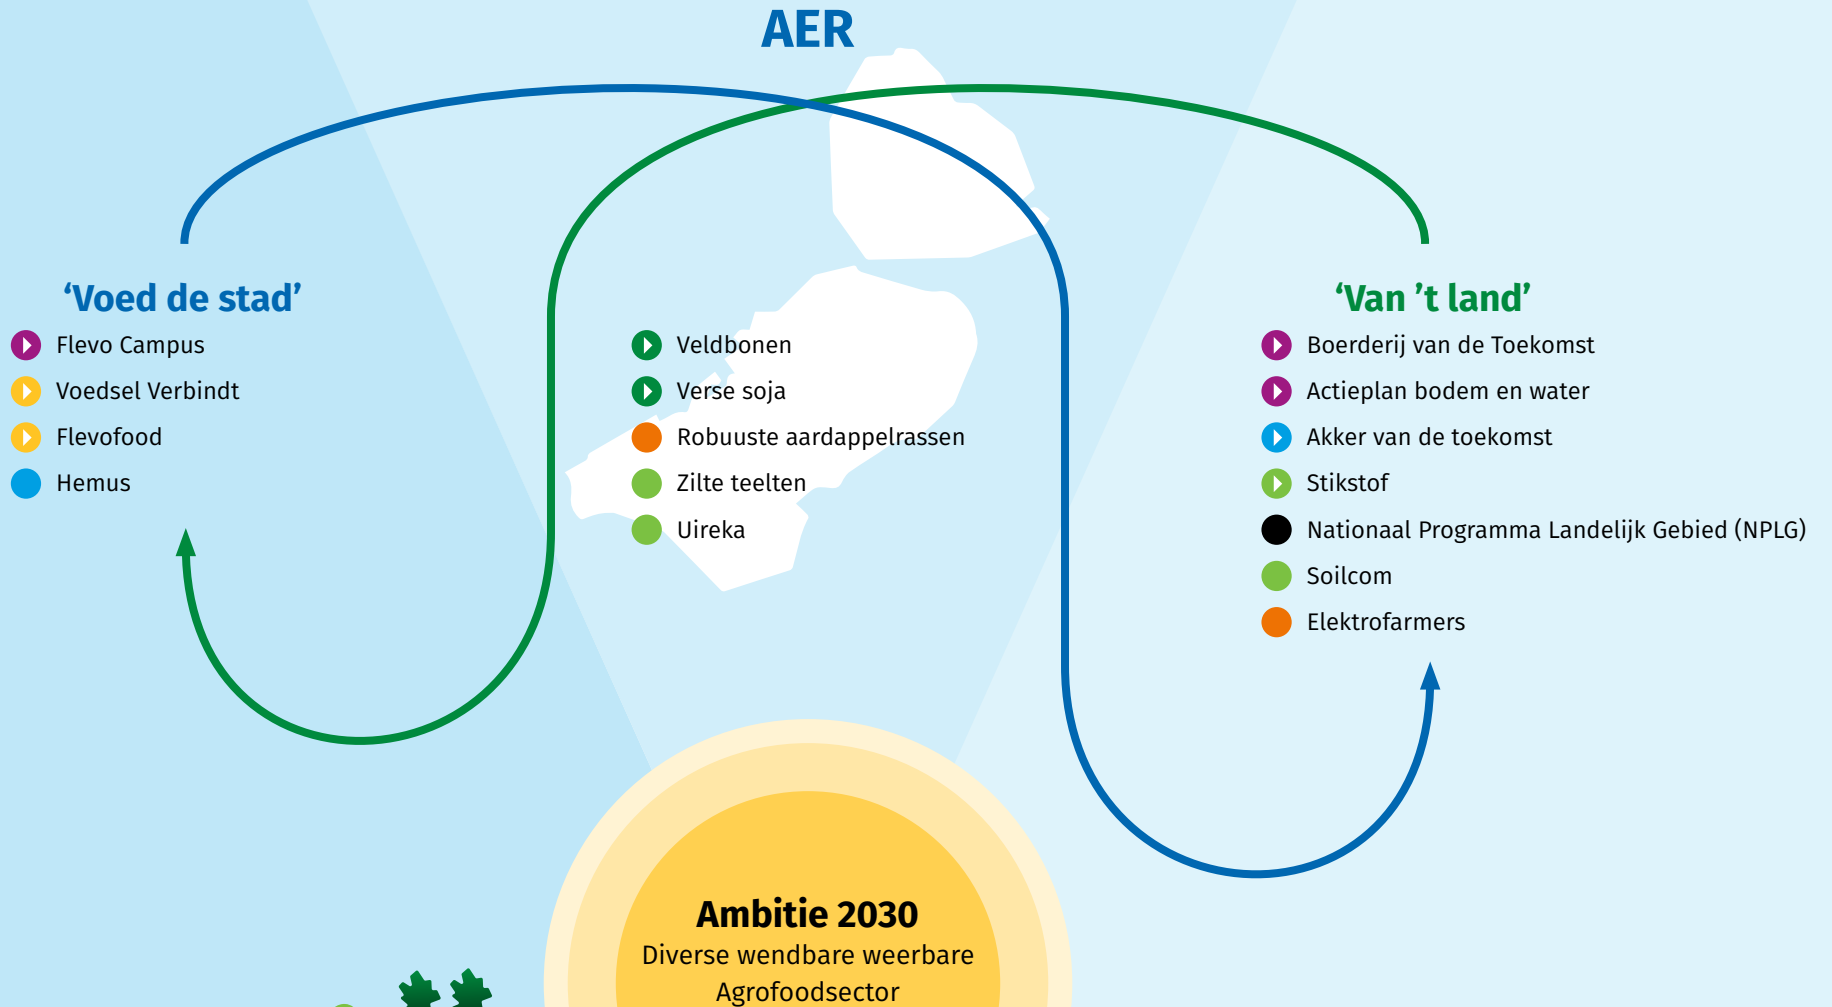 AER
‘Voed de stad’
Flevo Campus
Voedsel Verbindt
Flevofood
Hemus
Veldbonen
Verse soja
Robuuste aardappelrassen
Zilte teelten
Uireka
‘Van ’t land’
Boerderij van de Toekomst
Actieplan bodem en water
Akker van de toekomst
Stikstof
Nationaal Programma Landelijk Gebied (NPLG)
Soilcom
Elektrofarmers
Ambitie 2030
Diverse wendbare weerbare
Agrofoodsector